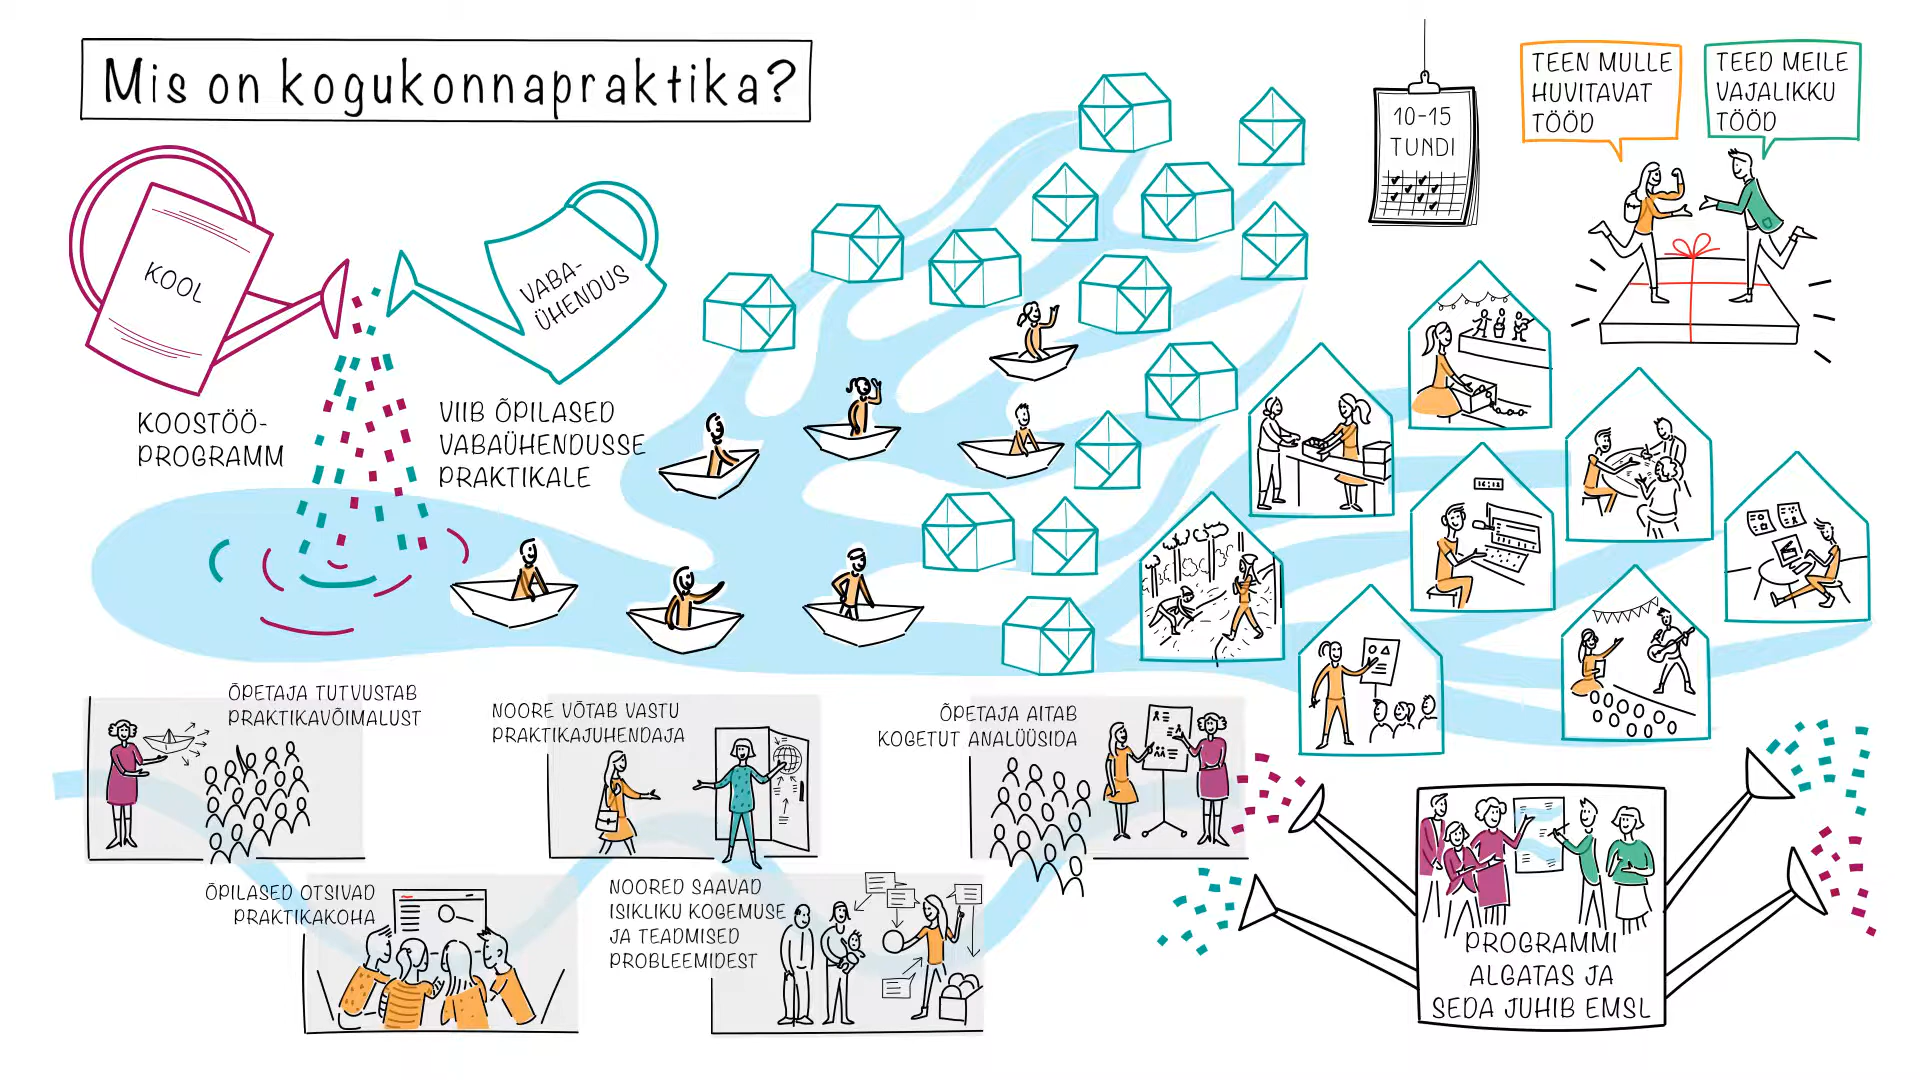 Mis on kogukonnapraktika?
KOOL
VABA-
ÜHENDUS
KOOSTÖÖ-
PROGRAMM
VIIB ÕPILASED
VABAÜHENDUSSE
PRAKTIKALE
10-15
TUNDI
TEEN MULLE
HUVITAVAT
TÖÖD
TEED MEILE
VAJALIKKU
TÖÖD
ÕPETAJA TUTVUSTAB
PRAKTIKAVÕIMALUST
ÕPILASED OTSIVAD
PRAKTIKAKOHA
NOORE VÕTAB VASTU
PRAKTIKAJUHENDAJA
NOORED SAAVAD
ISIKLIKU KOGEMUSE
JA TEADMISED
PROBLEEMIDEST
ÕPETAJA AITAB
KOGETUT ANALÜÜSIDA
PROGRAMMI
ALGATAS JA
SEDA JUHIB EMSL